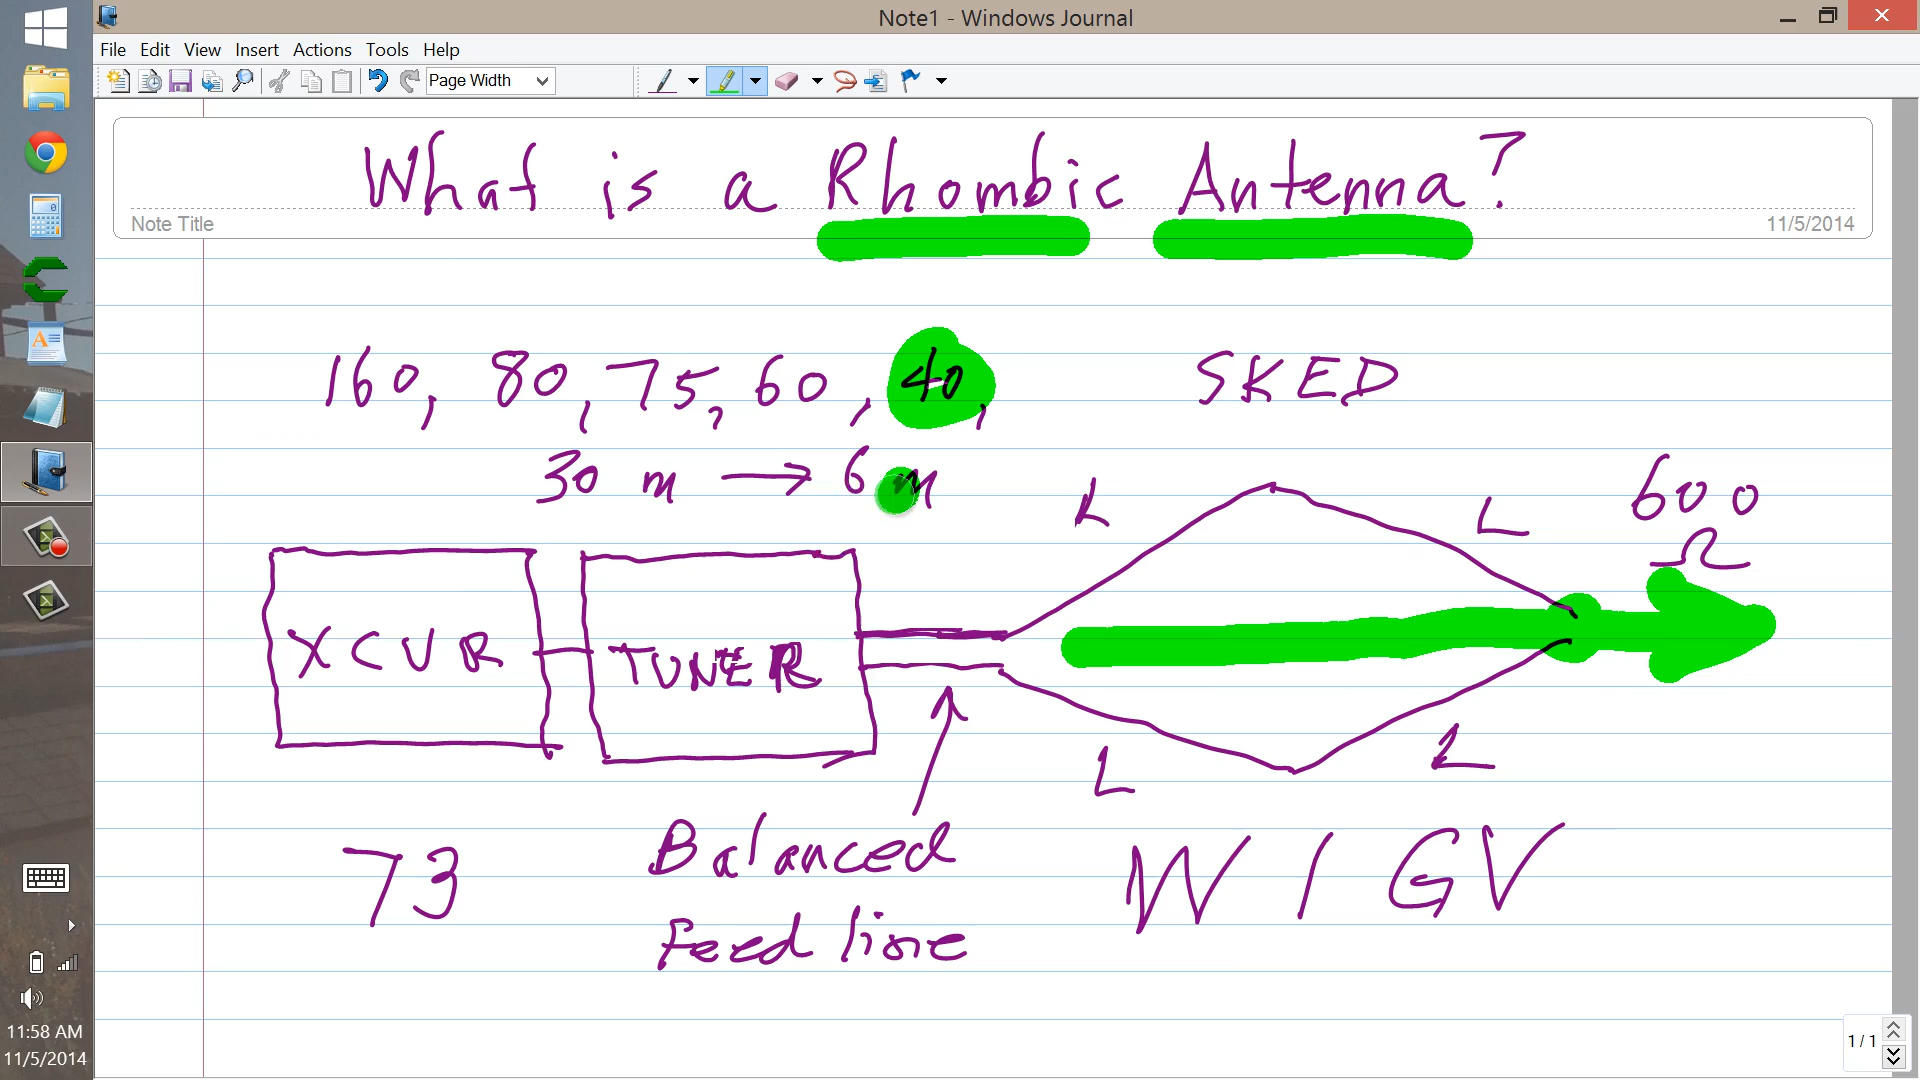 Note1 - Windows Journal
File Edit View Insert Actions Tools Help
Page Width
What is a Rhombic Antenna?
Note Title
11/5/2014
160, 80, 75, 60, 40,
SKED
30 m → 6 m
L
L
600
Ω
XCVR
TUNER
L
L
Balanced
Feed line
73
W1GV
11:58 AM
11/5/2014
1 / 1